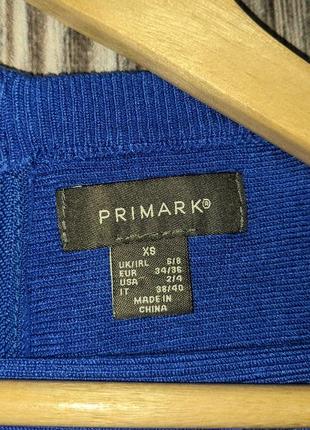 PRIMARK®
XS
UK/IRL 6/8
EUR 34/36
USA 2/4
IT 38/40
MADE IN
CHINA